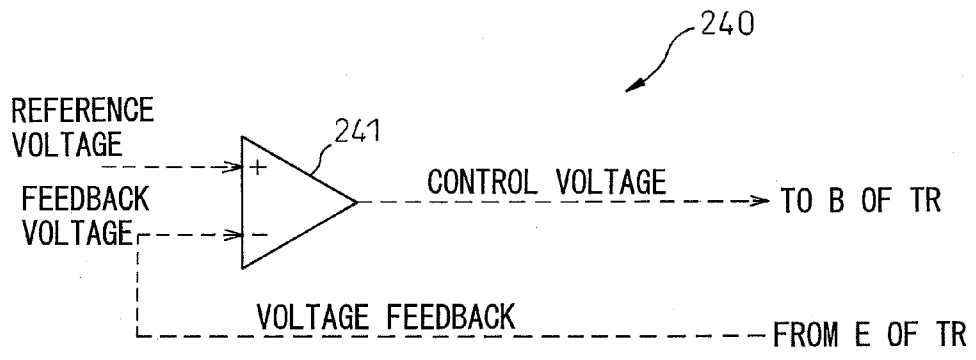 240
REFERENCE
VOLTAGE
241
+
CONTROL VOLTAGE
TO B OF TR
FEEDBACK
VOLTAGE
-
VOLTAGE FEEDBACK
FROM E OF TR